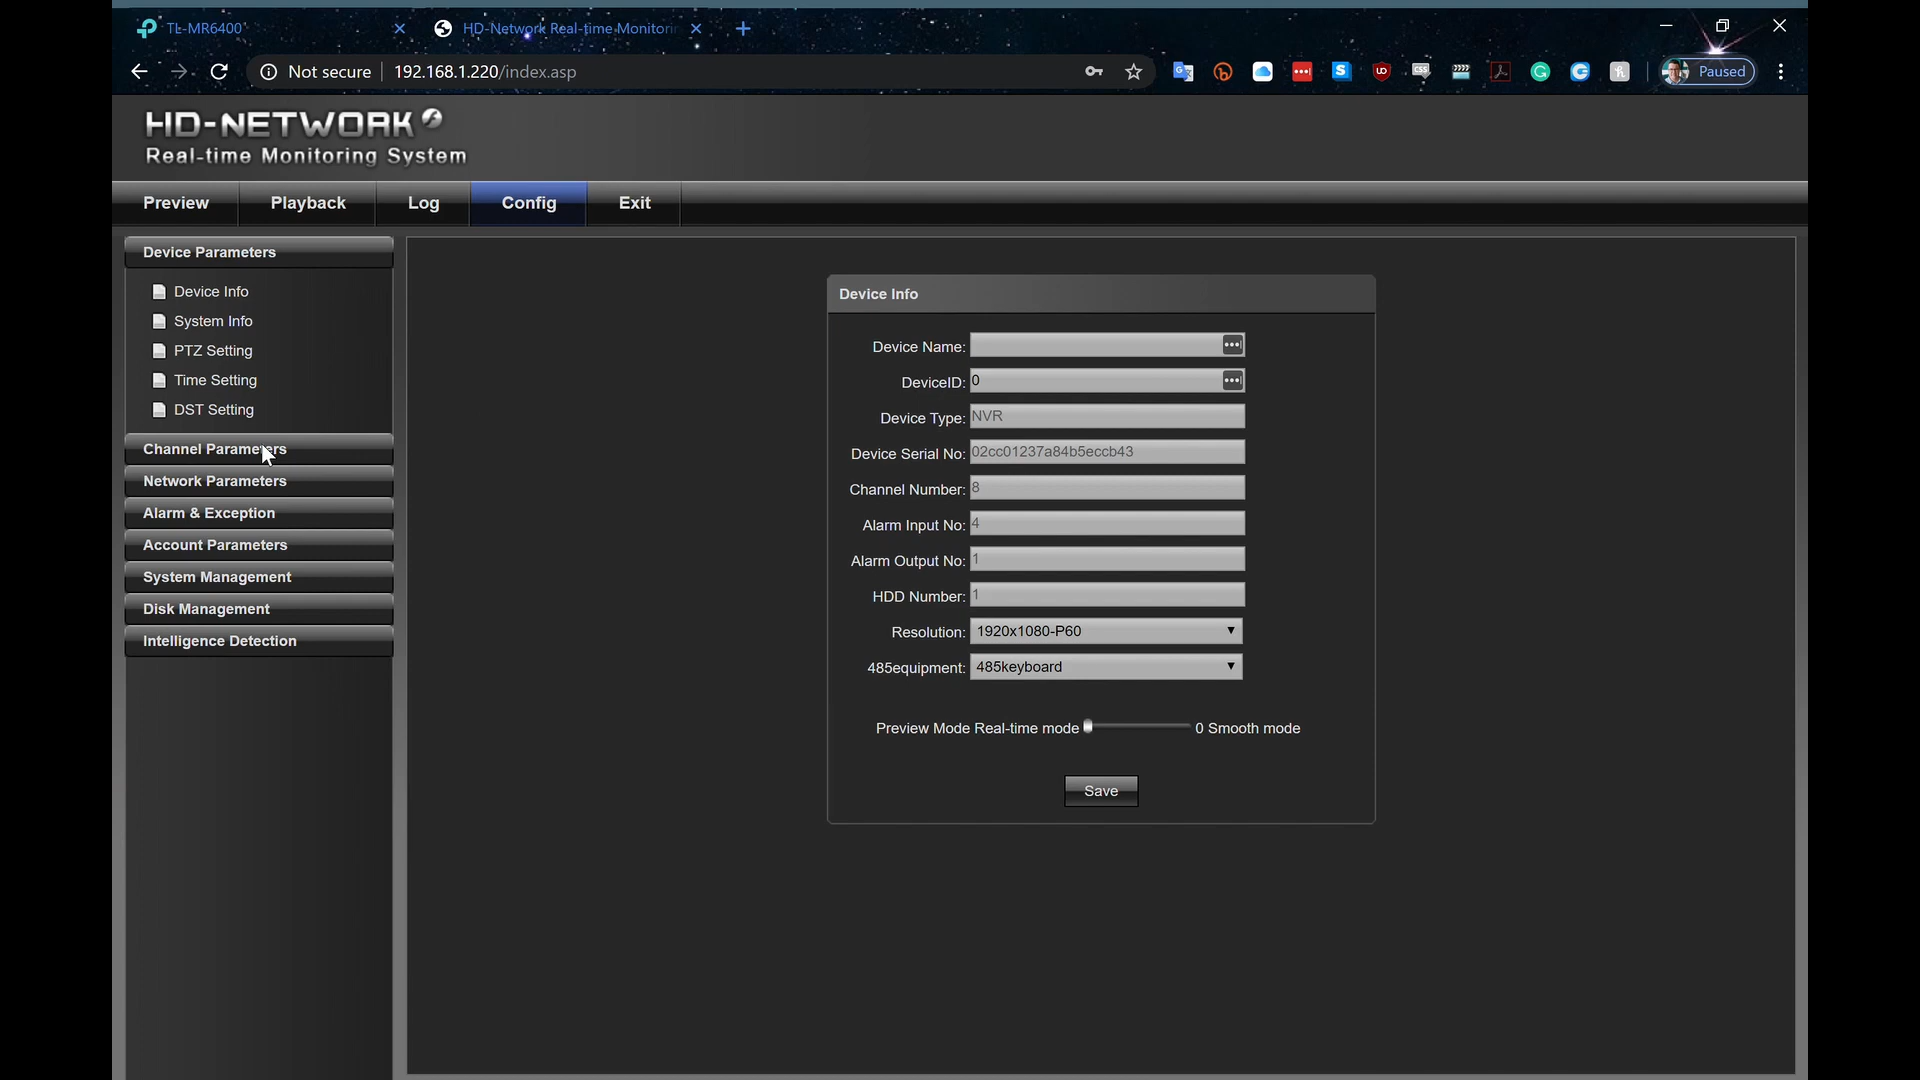 TL-MR6400
HD-Network Real-time Monitorin
Not secure
192.168.1.220/index.asp
Paused
HD-NETWORK
Real-time Monitoring System
Preview
Playback
Log
Config
Exit
Device Parameters
Device Info
System Info
PTZ Setting
Time Setting
DST Setting
Channel Parameters
Network Parameters
Alarm & Exception
Account Parameters
System Management
Disk Management
Intelligence Detection
Device Info
Device Name:
DeviceID: 0
Device Type: NVR
Device Serial No: 02cc01237a84b5eccb43
Channel Number: 8
Alarm Input No: 4
Alarm Output No: 1
HDD Number: 1
Resolution: 1920x1080-P60
485equipment: 485keyboard
Preview Mode Real-time mode 0 Smooth mode
Save